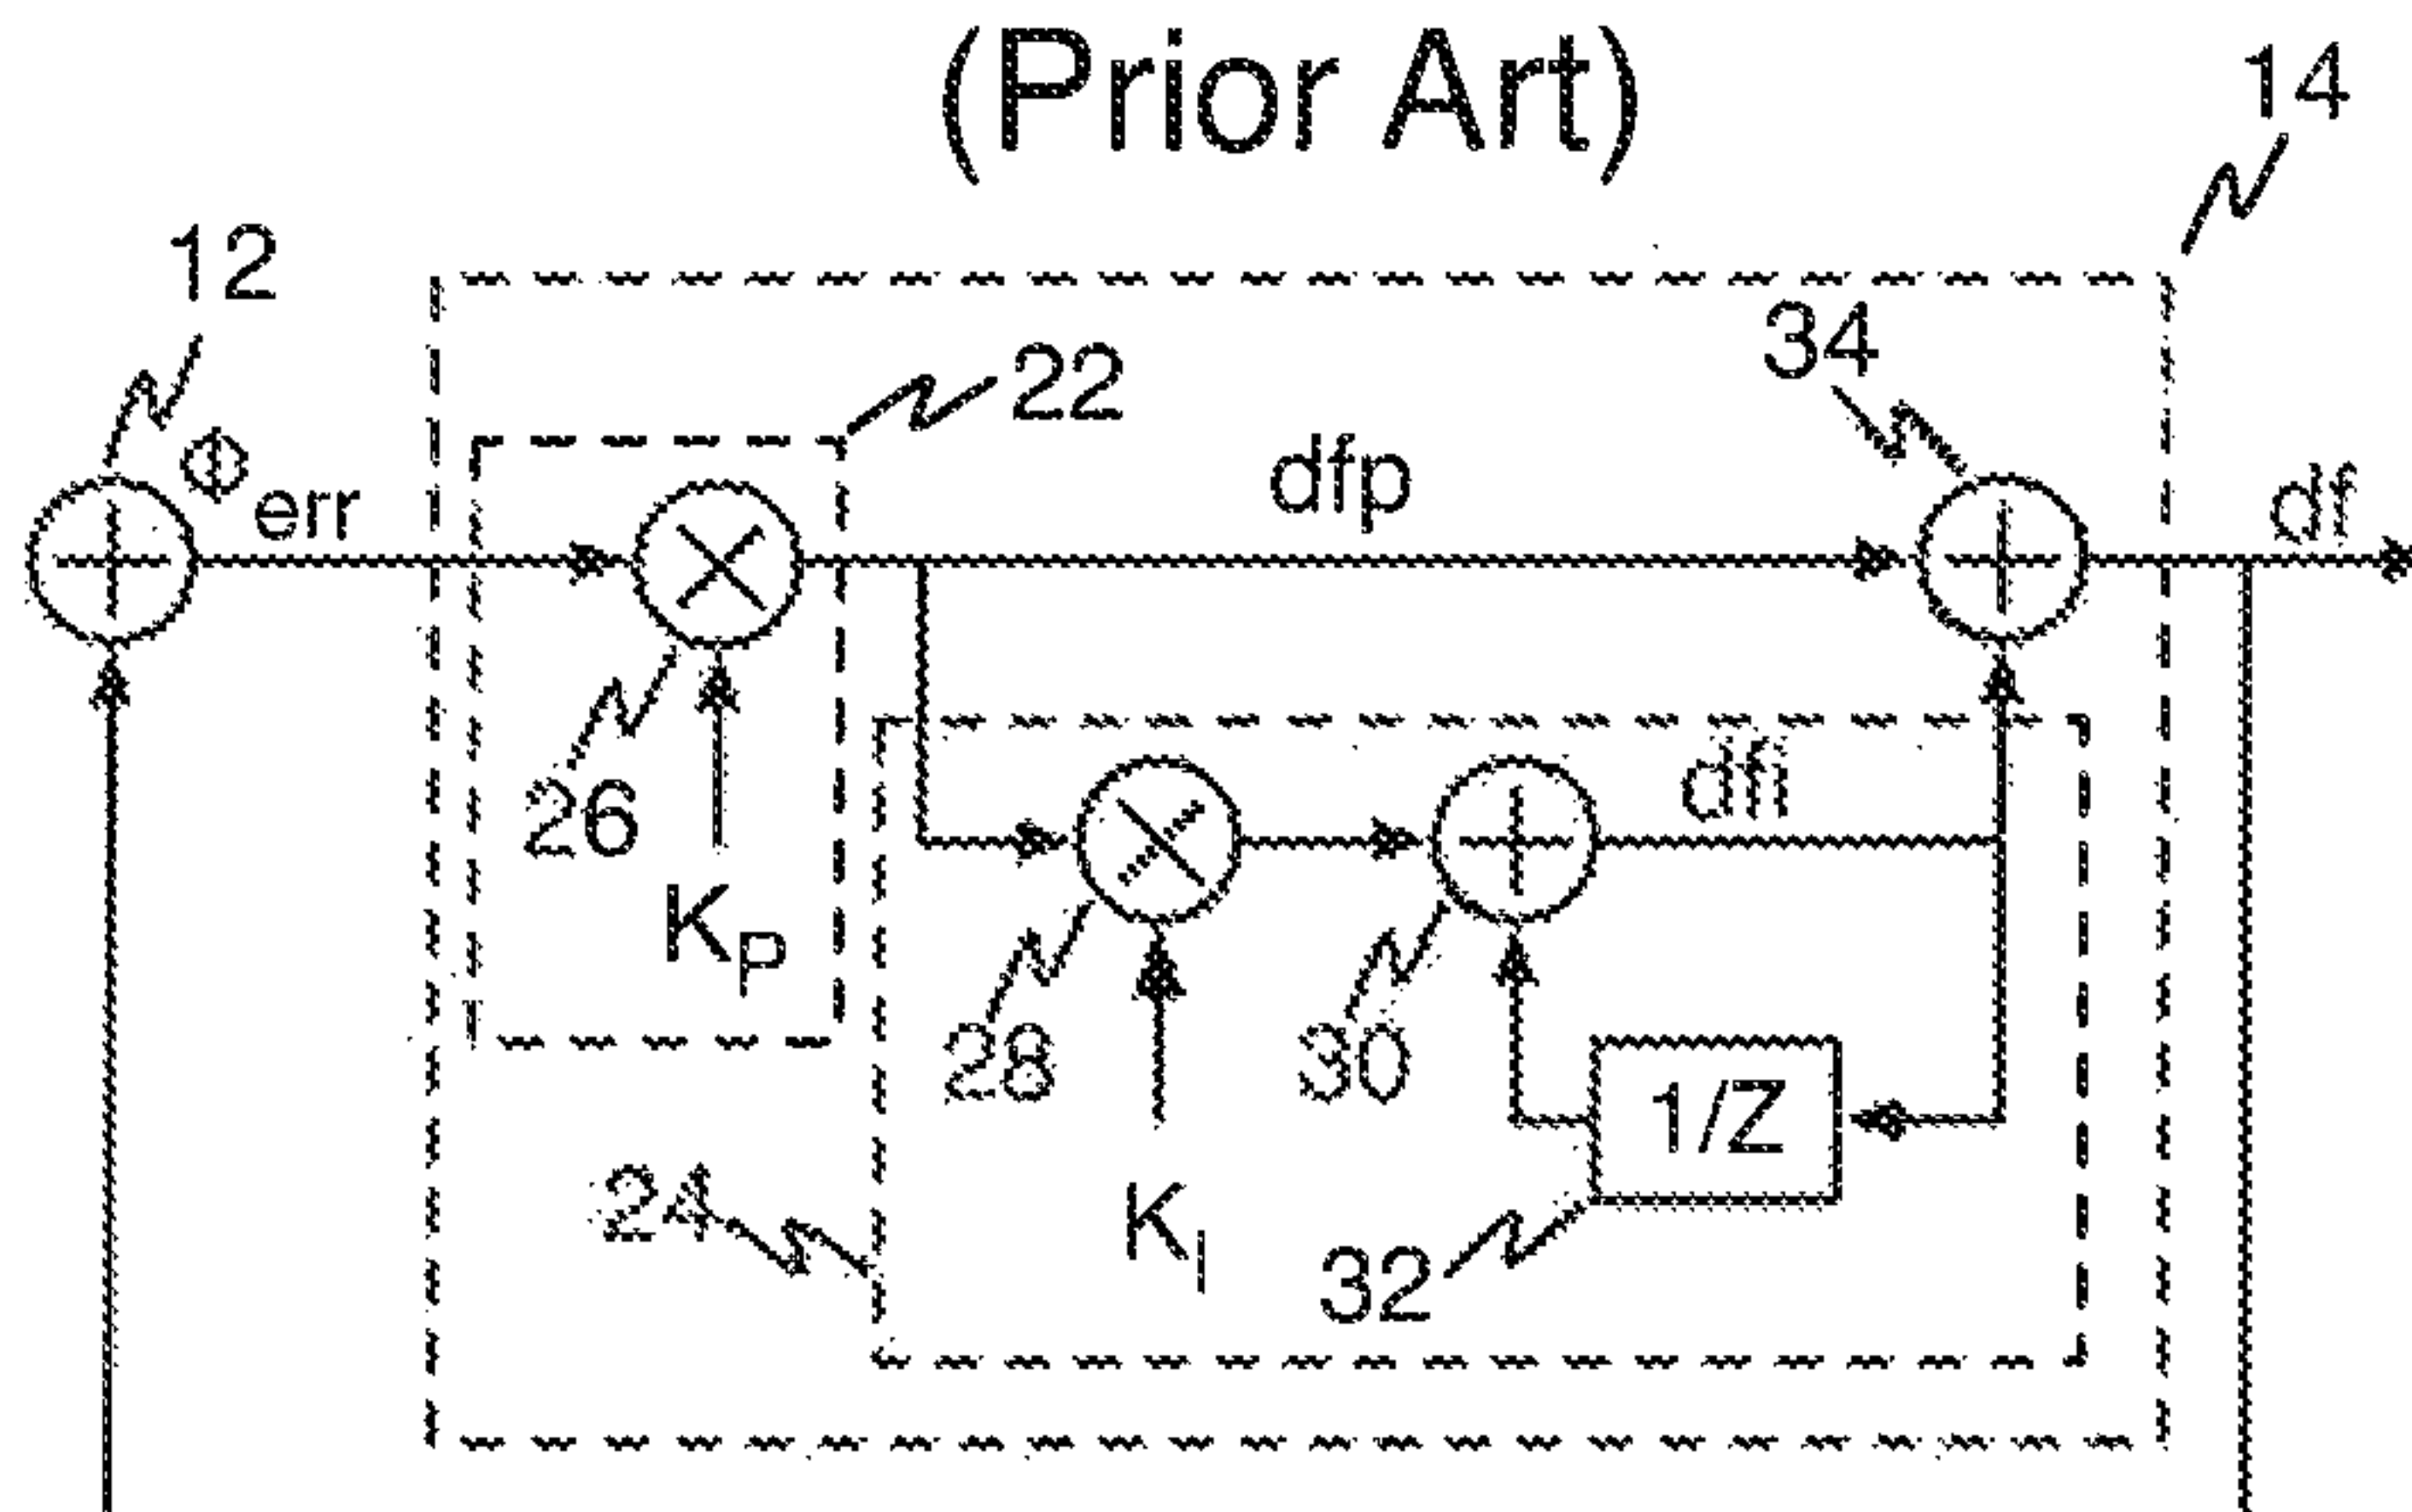 (Prior Art)
14
12
34
22
Φerr
dfp
df
dfi
26
KP
28
30
1/Z
24
KI
32